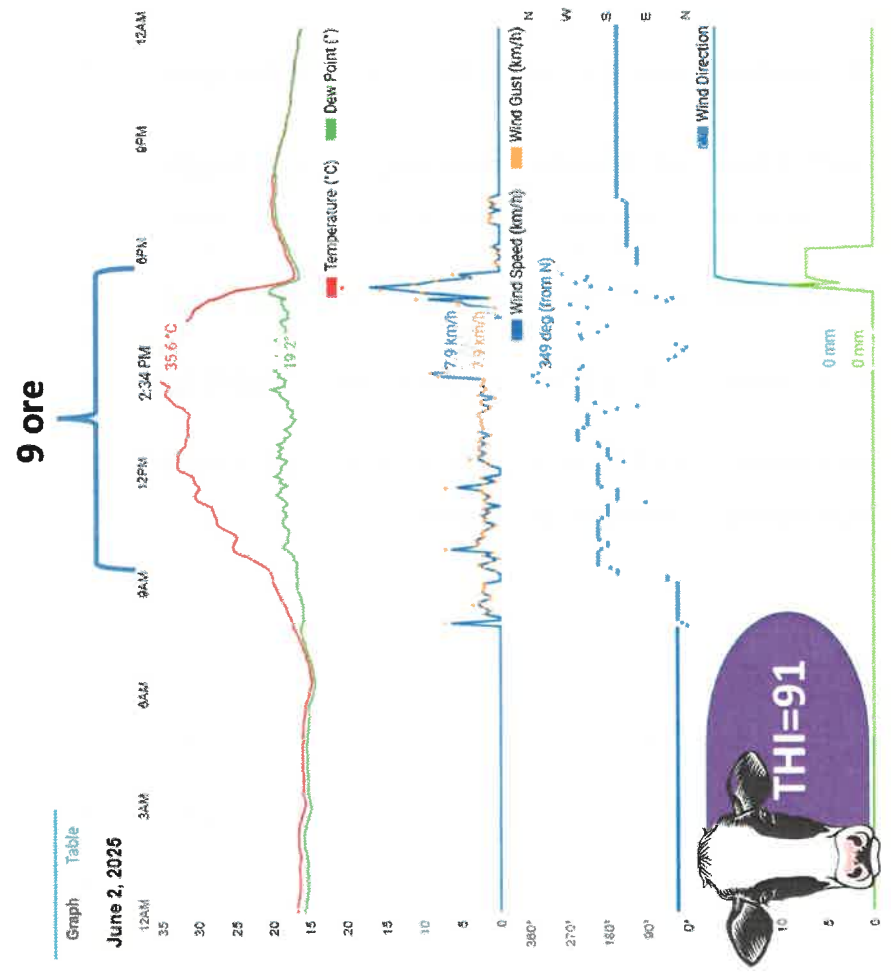 9 ore
Graph Table
June 2, 2025
12AM 3AM 6AM 9AM 12PM 2:34 PM 6PM 9PM 12AM
35
30
25
20
15
35.6 °C
19.2°
Temperature (°C) Dew Point (°)
20
15
10
5
0
7.9 km/h
7.9 km/h
Wind Speed (km/h) Wind Gust (km/h)
360° N
270° W
180° S
90° E
0° N
349 deg (from N)
Wind Direction
10
5
0
0 mm
0 mm
THI=91